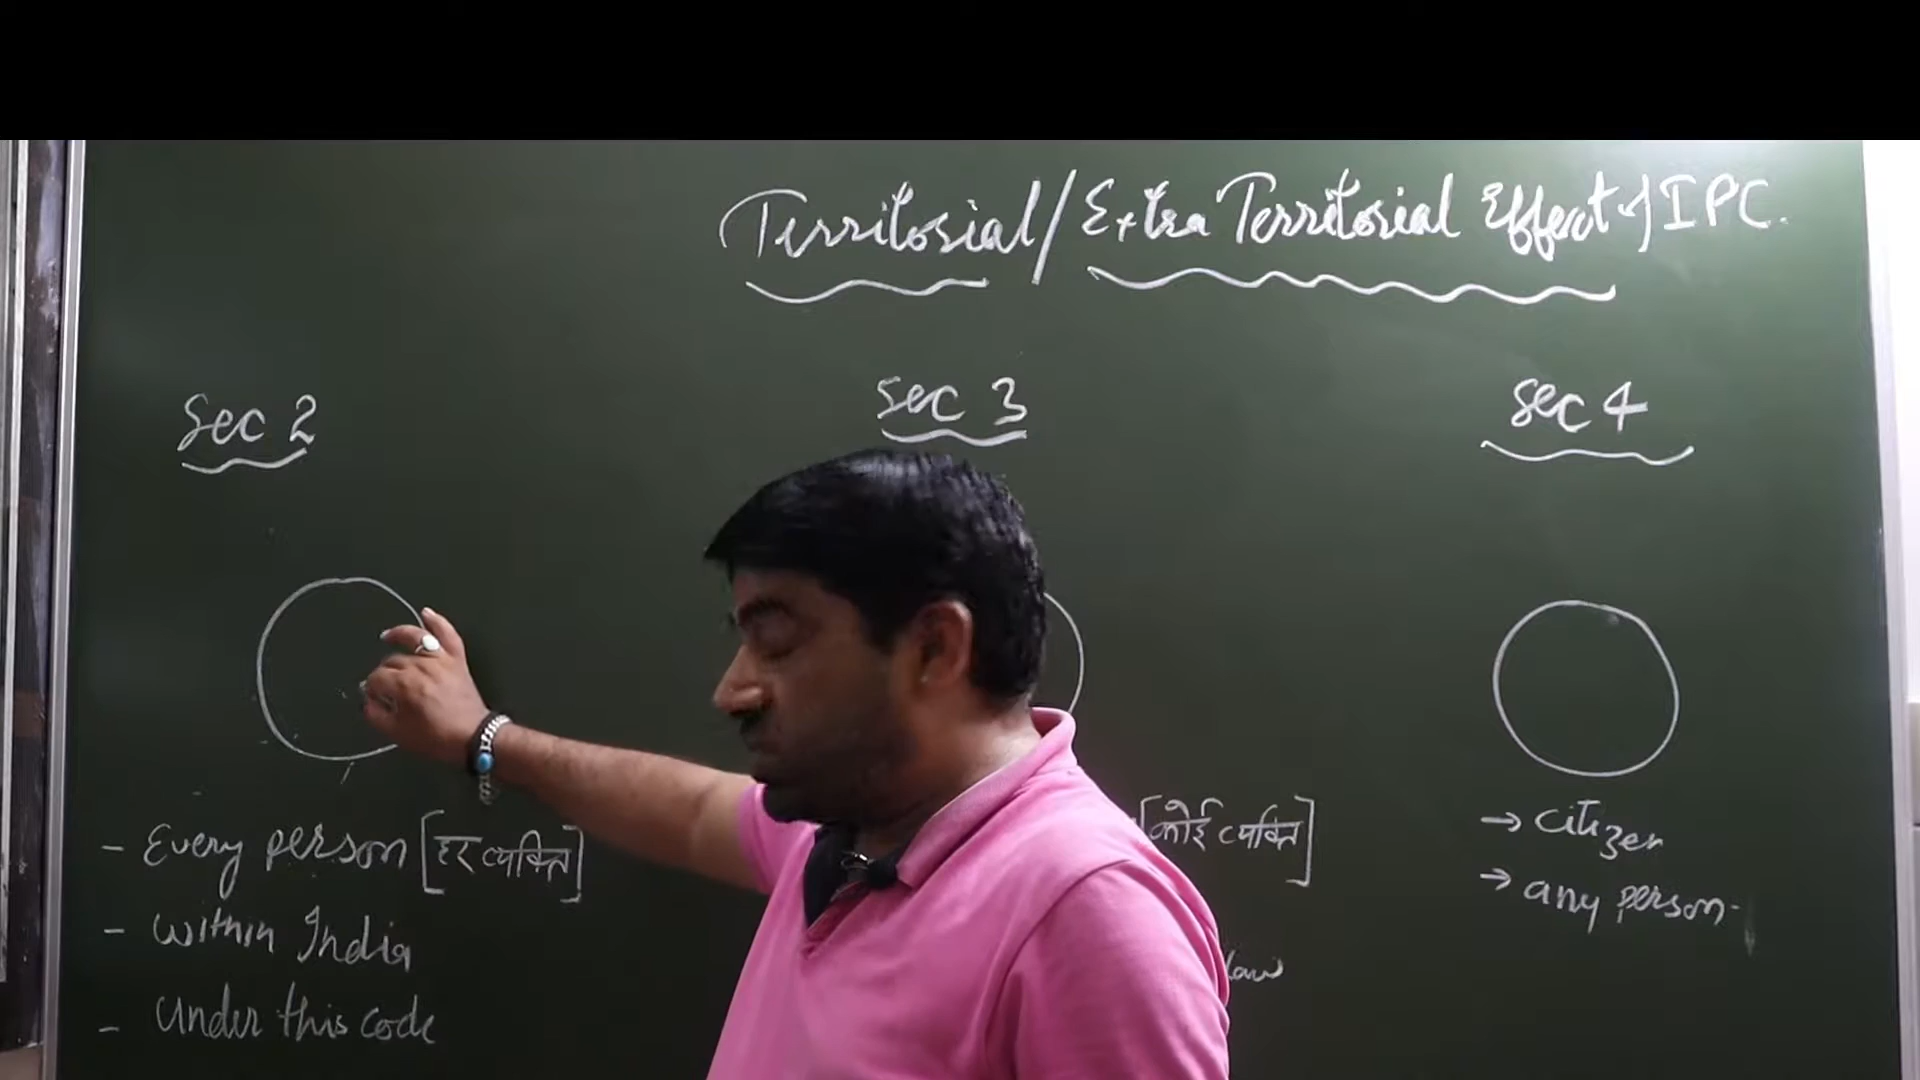 Territorial/Extra Territorial Effect of IPC.
Sec 2
Sec 3
Sec 4
- Every person [हर व्यक्ति]
- within India
- Under this code
[कोई व्यक्ति]
law
→ citizen
→ any person-